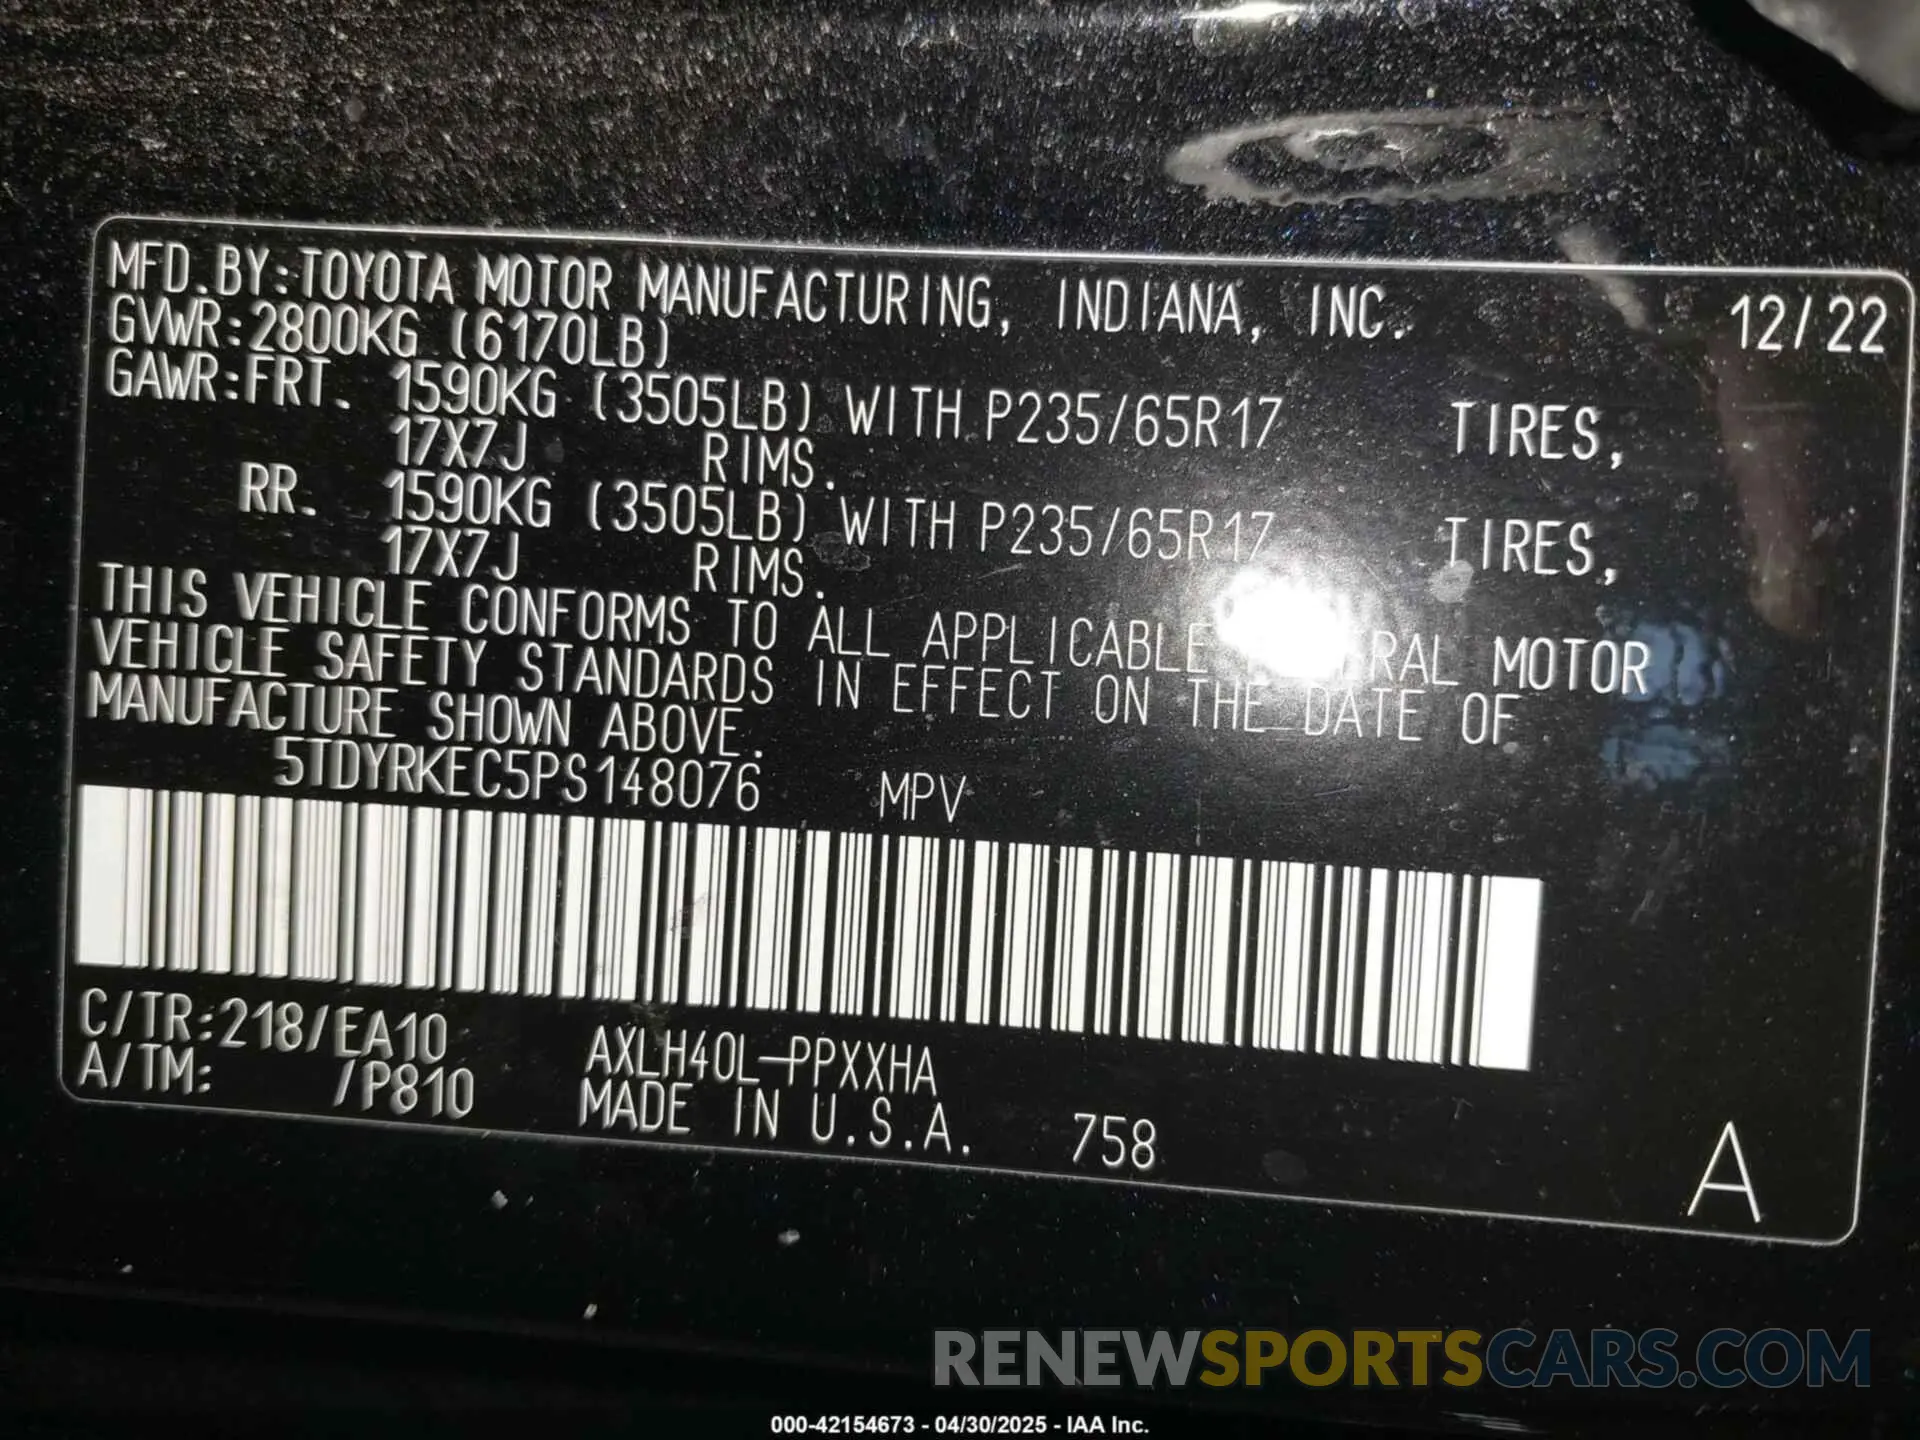 MFD. BY:TOYOTA MOTOR MANUFACTURING, INDIANA, INC. 12/22
GVWR:2800KG (6170LB)
GAWR:FRT. 1590KG (3505LB) WITH P235/65R17 TIRES,
17X7J RIMS.
RR. 1590KG (3505LB) WITH P235/65R17 TIRES,
17X7J RIMS.
THIS VEHICLE CONFORMS TO ALL APPLICABLE MOTOR
VEHICLE SAFETY STANDARDS IN EFFECT ON THE DATE OF
MANUFACTURE SHOWN ABOVE.
5TDYRKEC5PS148076 MPV
C/TR:218/EA10 AXLH40L-PPXXHA
A/TM: /P810 MADE IN U.S.A. 758 A
RENEWSPORTSCARS.COM
000-42154673 - 04/30/2025 - IAA Inc.